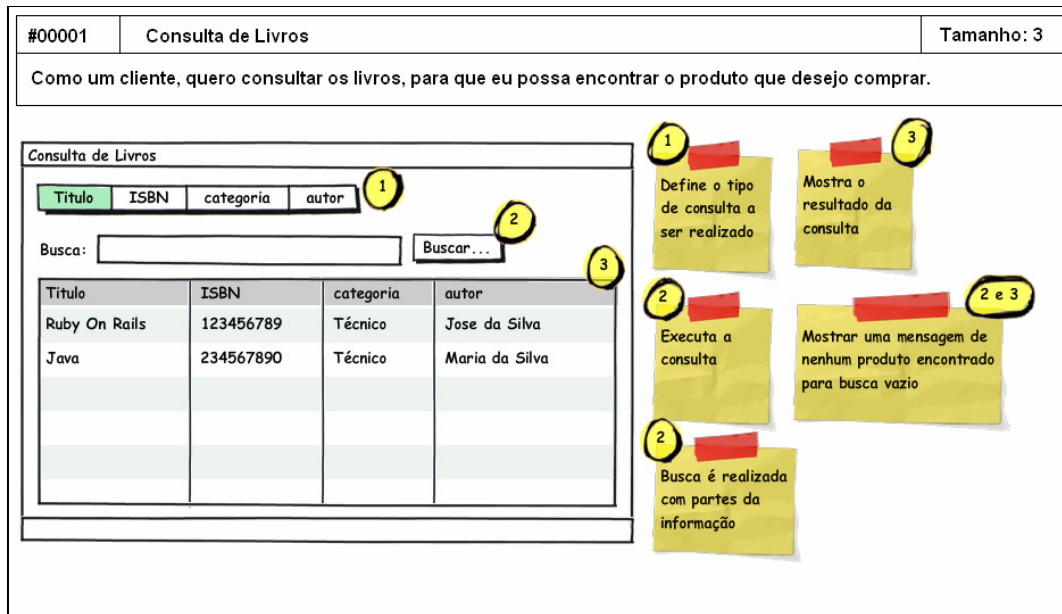 #00001 Consulta de Livros Tamanho: 3
Como um cliente, quero consultar os livros, para que eu possa encontrar o produto que desejo comprar.
Consulta de Livros
Titulo ISBN categoria autor 1
Busca: Buscar... 2
3
Titulo ISBN categoria autor
Ruby On Rails 123456789 Técnico Jose da Silva
Java 234567890 Técnico Maria da Silva
1
Define o tipo
de consulta a
ser realizado
3
Mostra o
resultado da
consulta
2
Executa a
consulta
2 e 3
Mostrar uma mensagem de
nenhum produto encontrado
para busca vazio
2
Busca é realizada
com partes da
informação